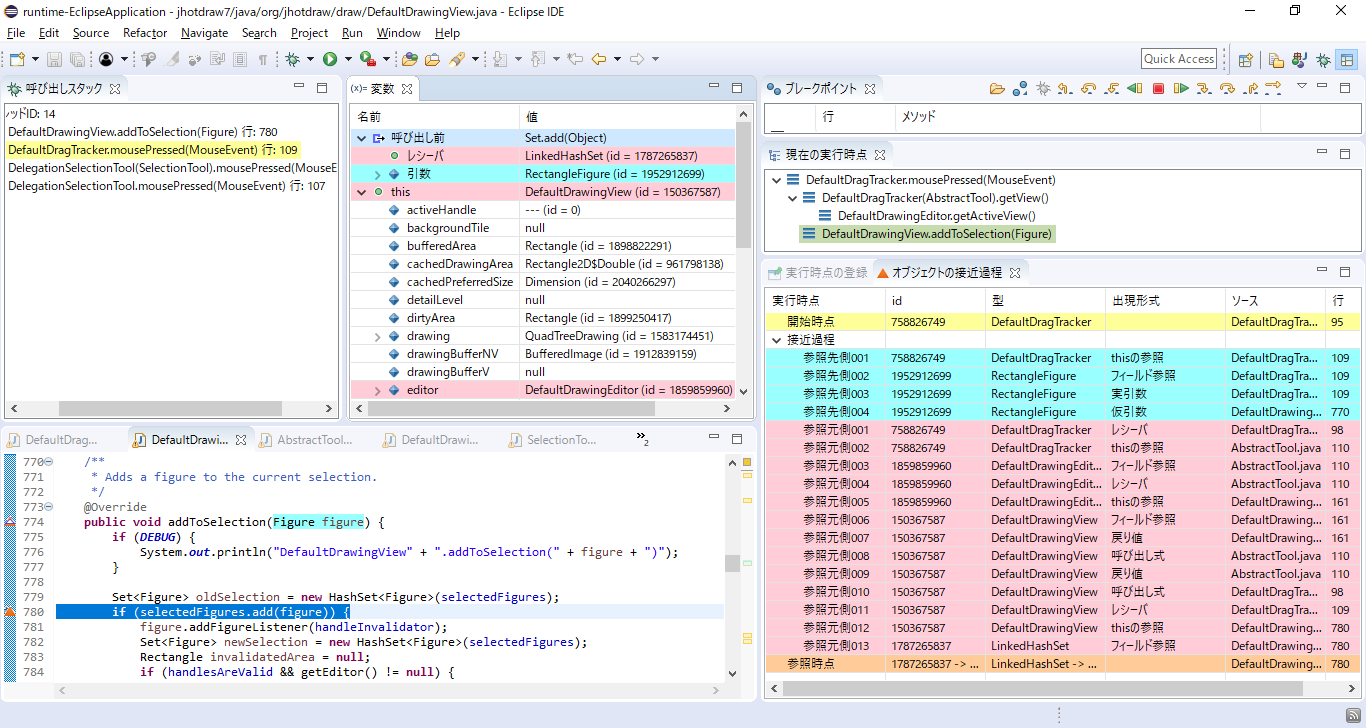 runtime-EclipseApplication - jhotdraw7/java/org/jhotdraw/draw/DefaultDrawingView.java - Eclipse IDE
File Edit Source Refactor Navigate Search Project Run Window Help
Quick Access
呼び出しスタック
ﾉッドID: 14
DefaultDrawingView.addToSelection(Figure) 行: 780
DefaultDragTracker.mousePressed(MouseEvent) 行: 109
DelegationSelectionTool(SelectionTool).mousePressed(MouseE
DelegationSelectionTool.mousePressed(MouseEvent) 行: 107
(x)= 変数
名前 値
呼び出し前 Set.add(Object)
レシーバ LinkedHashSet (id = 1787265837)
引数 RectangleFigure (id = 1952912699)
this DefaultDrawingView (id = 150367587)
activeHandle --- (id = 0)
backgroundTile null
bufferedArea Rectangle (id = 1898822291)
cachedDrawingArea Rectangle2D$Double (id = 961798138)
cachedPreferredSize Dimension (id = 2040266297)
detailLevel null
dirtyArea Rectangle (id = 1899250417)
drawing QuadTreeDrawing (id = 1583174451)
drawingBufferNV BufferedImage (id = 1912839159)
drawingBufferV null
editor DefaultDrawingEditor (id = 1859859960)
ブレークポイント
行 メソッド
現在の実行時点
DefaultDragTracker.mousePressed(MouseEvent)
DefaultDragTracker(AbstractTool).getView()
DefaultDrawingEditor.getActiveView()
DefaultDrawingView.addToSelection(Figure)
実行時点の登録 オブジェクトの接近過程
実行時点 id 型 出現形式 ソース 行
開始時点 758826749 DefaultDragTracker DefaultDragTra... 95
接近過程
参照先側001 758826749 DefaultDragTracker thisの参照 DefaultDragTra... 109
参照先側002 1952912699 RectangleFigure フィールド参照 DefaultDragTra... 109
参照先側003 1952912699 RectangleFigure 実引数 DefaultDragTra... 109
参照先側004 1952912699 RectangleFigure 仮引数 DefaultDrawing... 770
参照元側001 758826749 DefaultDragTracker レシーバ DefaultDragTra... 98
参照元側002 758826749 DefaultDragTracker thisの参照 AbstractTool.java 110
参照元側003 1859859960 DefaultDrawingEdit... フィールド参照 AbstractTool.java 110
参照元側004 1859859960 DefaultDrawingEdit... レシーバ AbstractTool.java 110
参照元側005 1859859960 DefaultDrawingEdit... thisの参照 DefaultDrawing... 161
参照元側006 150367587 DefaultDrawingView フィールド参照 DefaultDrawing... 161
参照元側007 150367587 DefaultDrawingView 戻り値 DefaultDrawing... 161
参照元側008 150367587 DefaultDrawingView 呼び出し式 AbstractTool.java 110
参照元側009 150367587 DefaultDrawingView 戻り値 AbstractTool.java 110
参照元側010 150367587 DefaultDrawingView 呼び出し式 DefaultDragTra... 98
参照元側011 150367587 DefaultDrawingView レシーバ DefaultDragTra... 109
参照元側012 150367587 DefaultDrawingView thisの参照 DefaultDrawing... 780
参照元側013 1787265837 LinkedHashSet フィールド参照 DefaultDrawing... 780
参照時点 1787265837 -> ... LinkedHashSet -> ... DefaultDrawing... 780
DefaultDrag... DefaultDrawi... AbstractTool... DefaultDrawi... SelectionTo... »2
770 /**
771 * Adds a figure to the current selection.
772 */
773 @Override
774 public void addToSelection(Figure figure) {
775 if (DEBUG) {
776 System.out.println("DefaultDrawingView" + ".addToSelection(" + figure + ")");
777 }
778
779 Set<Figure> oldSelection = new HashSet<Figure>(selectedFigures);
780 if (selectedFigures.add(figure)) {
781 figure.addFigureListener(handleInvalidator);
782 Set<Figure> newSelection = new HashSet<Figure>(selectedFigures);
783 Rectangle invalidatedArea = null;
784 if (handlesAreValid && getEditor() != null) {